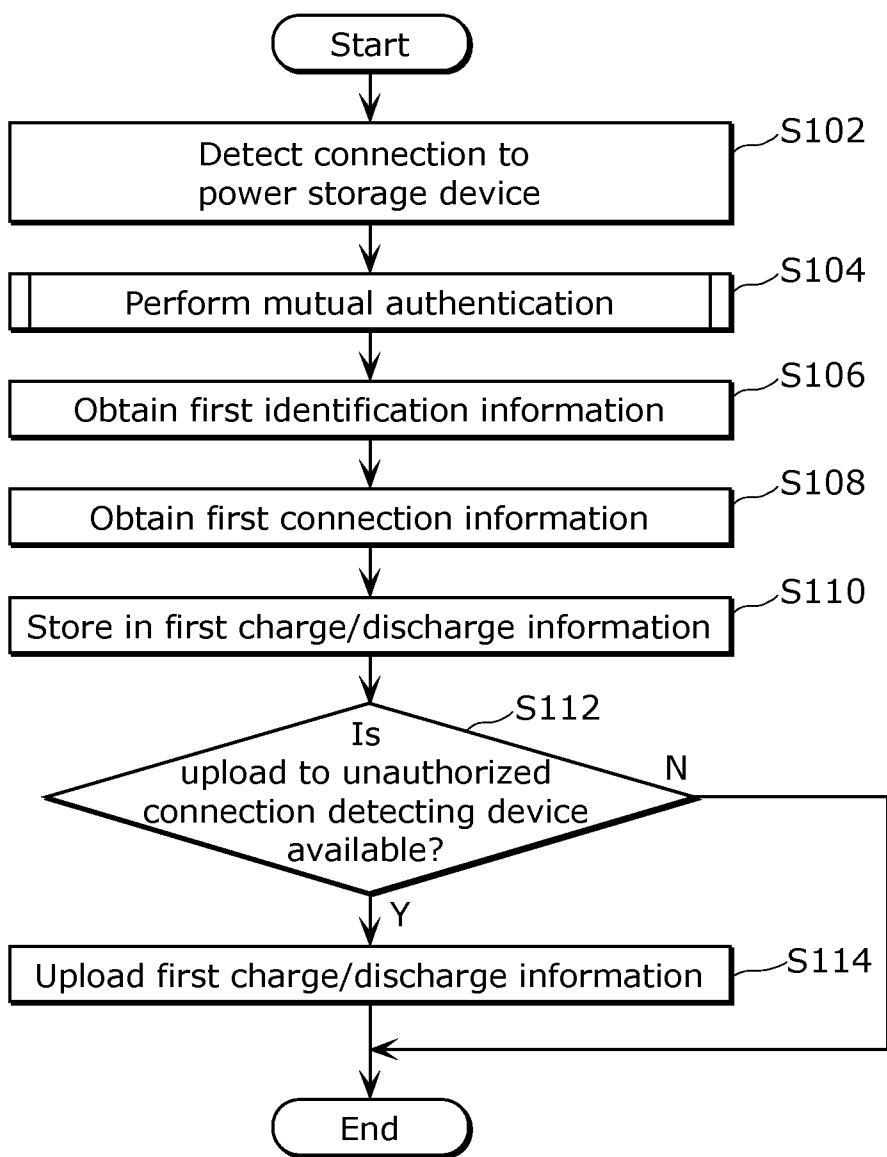 Start
S102
Detect connection to
power storage device
S104
Perform mutual authentication
S106
Obtain first identification information
S108
Obtain first connection information
S110
Store in first charge/discharge information
S112
Is
upload to unauthorized
connection detecting device
available?
N
Y
S114
Upload first charge/discharge information
End